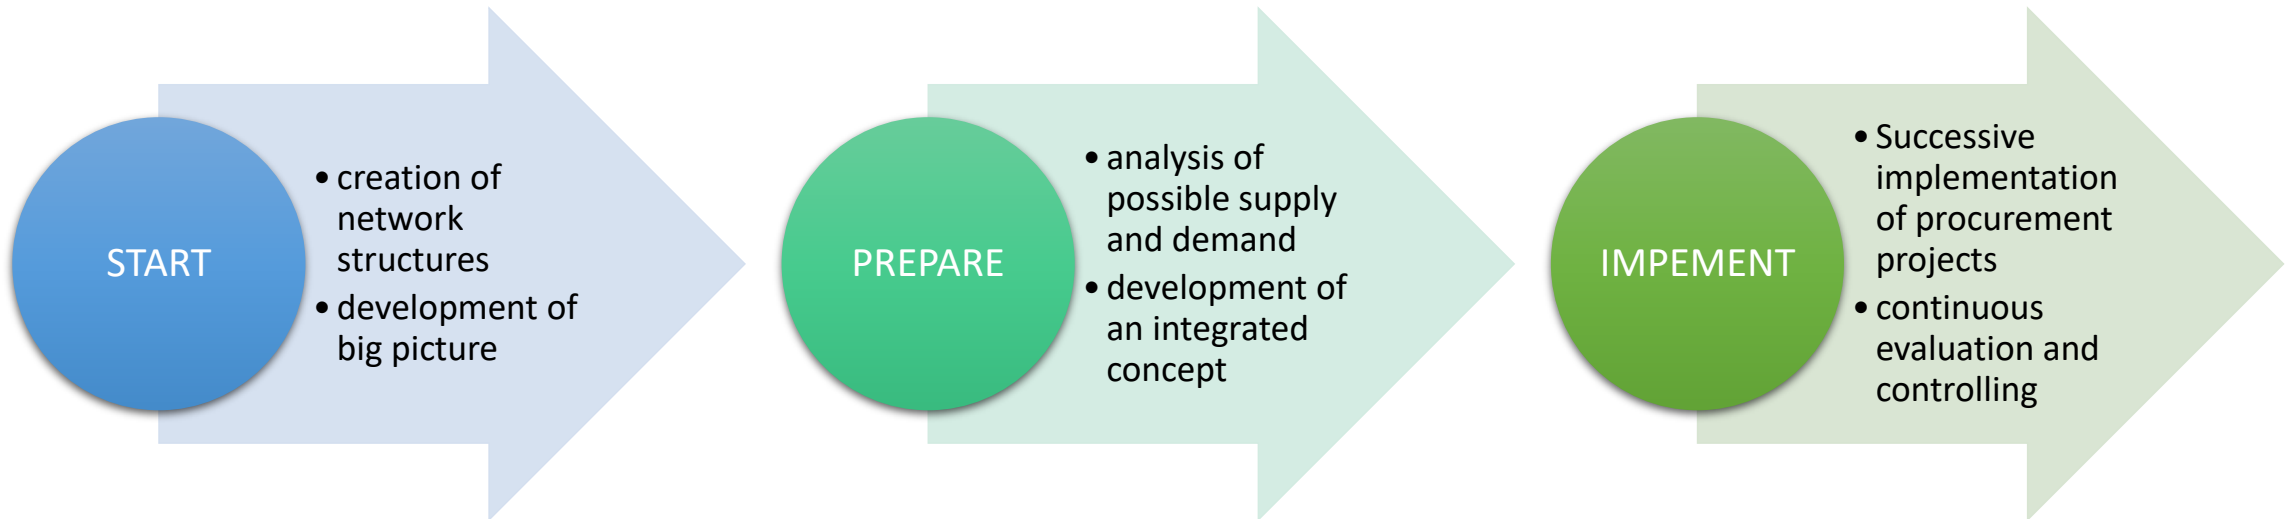 START
• creation of
network
structures
• development of
big picture
PREPARE
• analysis of
possible supply
and demand
• development of
an integrated
concept
IMPEMENT
• Successive
implementation
of procurement
projects
• continuous
evaluation and
controlling